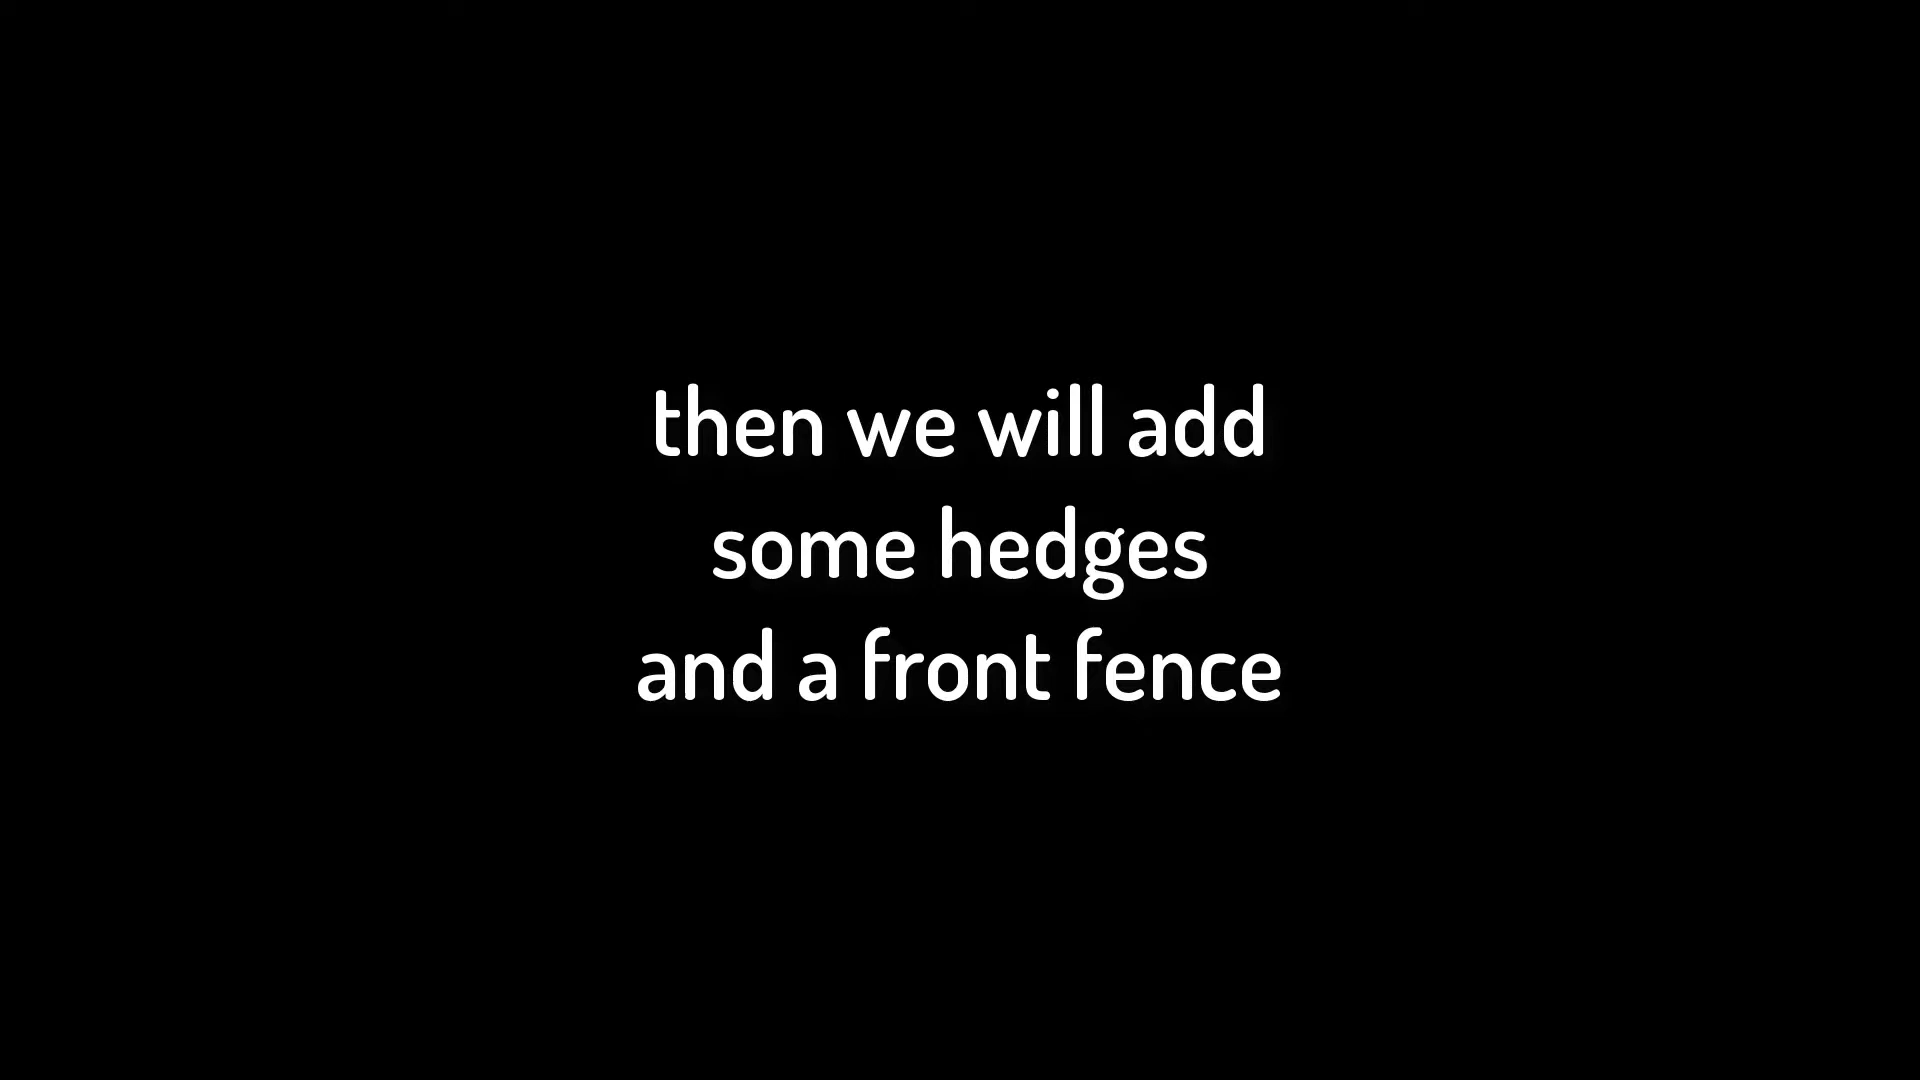 then we will add
some hedges
and a front fence